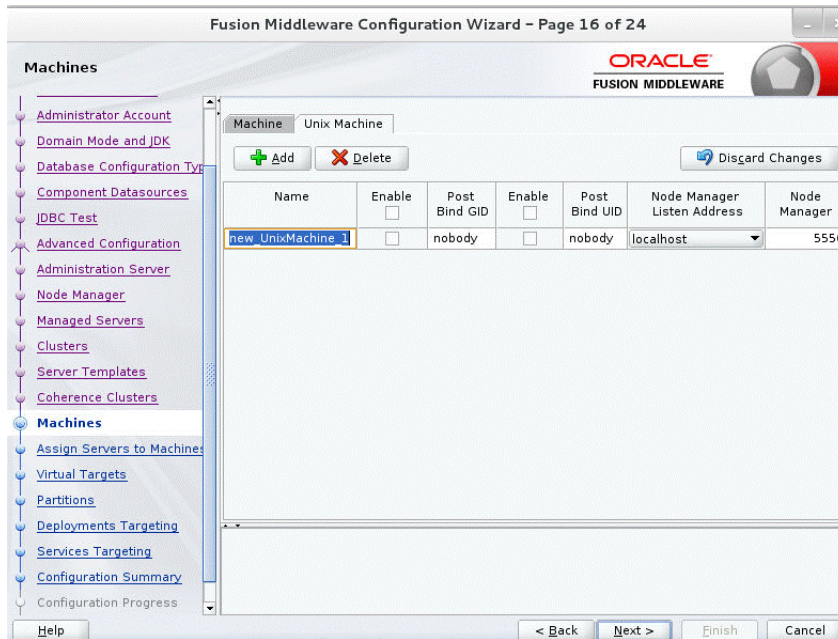 Fusion Middleware Configuration Wizard – Page 16 of 24
Machines
ORACLE
FUSION MIDDLEWARE
Administrator Account
Domain Mode and JDK
Database Configuration Typ
Component Datasources
JDBC Test
Advanced Configuration
Administration Server
Node Manager
Managed Servers
Clusters
Server Templates
Coherence Clusters
Machines
Assign Servers to Machines
Virtual Targets
Partitions
Deployments Targeting
Services Targeting
Configuration Summary
Configuration Progress
Machine Unix Machine
Add Delete Discard Changes
Name Enable Post Bind GID Enable Post Bind UID Node Manager Listen Address Node Manager
new_UnixMachine_1 nobody nobody localhost
Help < Back Next > Finish Cancel